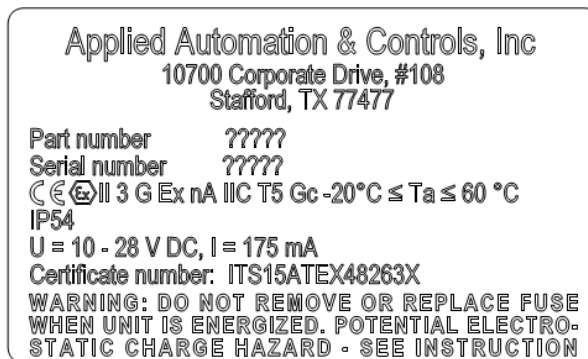 Applied Automation & Controls, Inc
10700 Corporate Drive, #108
Stafford, TX 77477
Part number ?????
Serial number ?????
CE Ex II 3 G Ex nA IIC T5 Gc -20°C ≤ Ta ≤ 60 °C
IP54
U = 10 - 28 V DC, I = 175 mA
Certificate number: ITS15ATEX48263X
WARNING: DO NOT REMOVE OR REPLACE FUSE
WHEN UNIT IS ENERGIZED. POTENTIAL ELECTRO-
STATIC CHARGE HAZARD - SEE INSTRUCTION